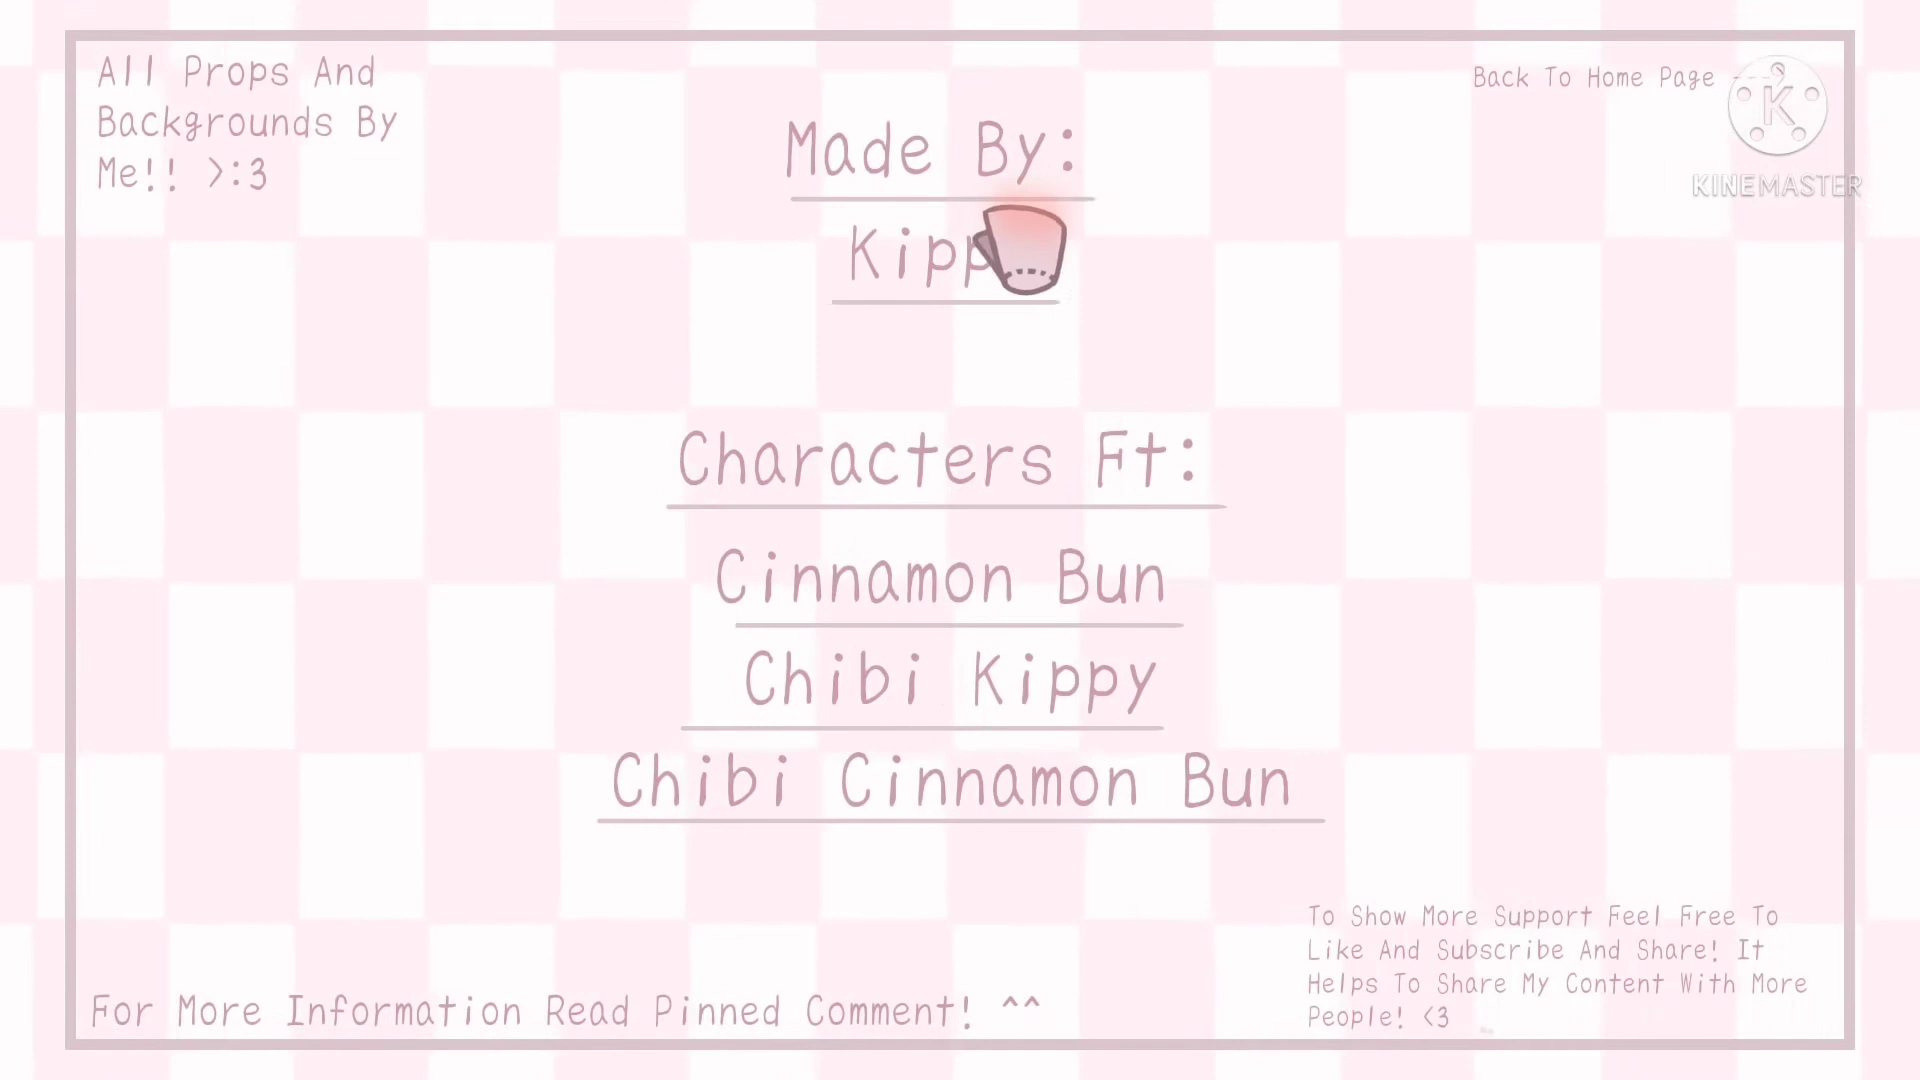 All Props And
Backgrounds By
Me!! >:3
Back To Home Page --->
K
KINEMASTER
Made By:
Characters Ft:
Cinnamon Bun
Chibi Kippy
Chibi Cinnamon Bun
To Show More Support Feel Free To
Like And Subscribe And Share! It
Helps To Share My Content With More
People! <3
For More Information Read Pinned Comment! ^^